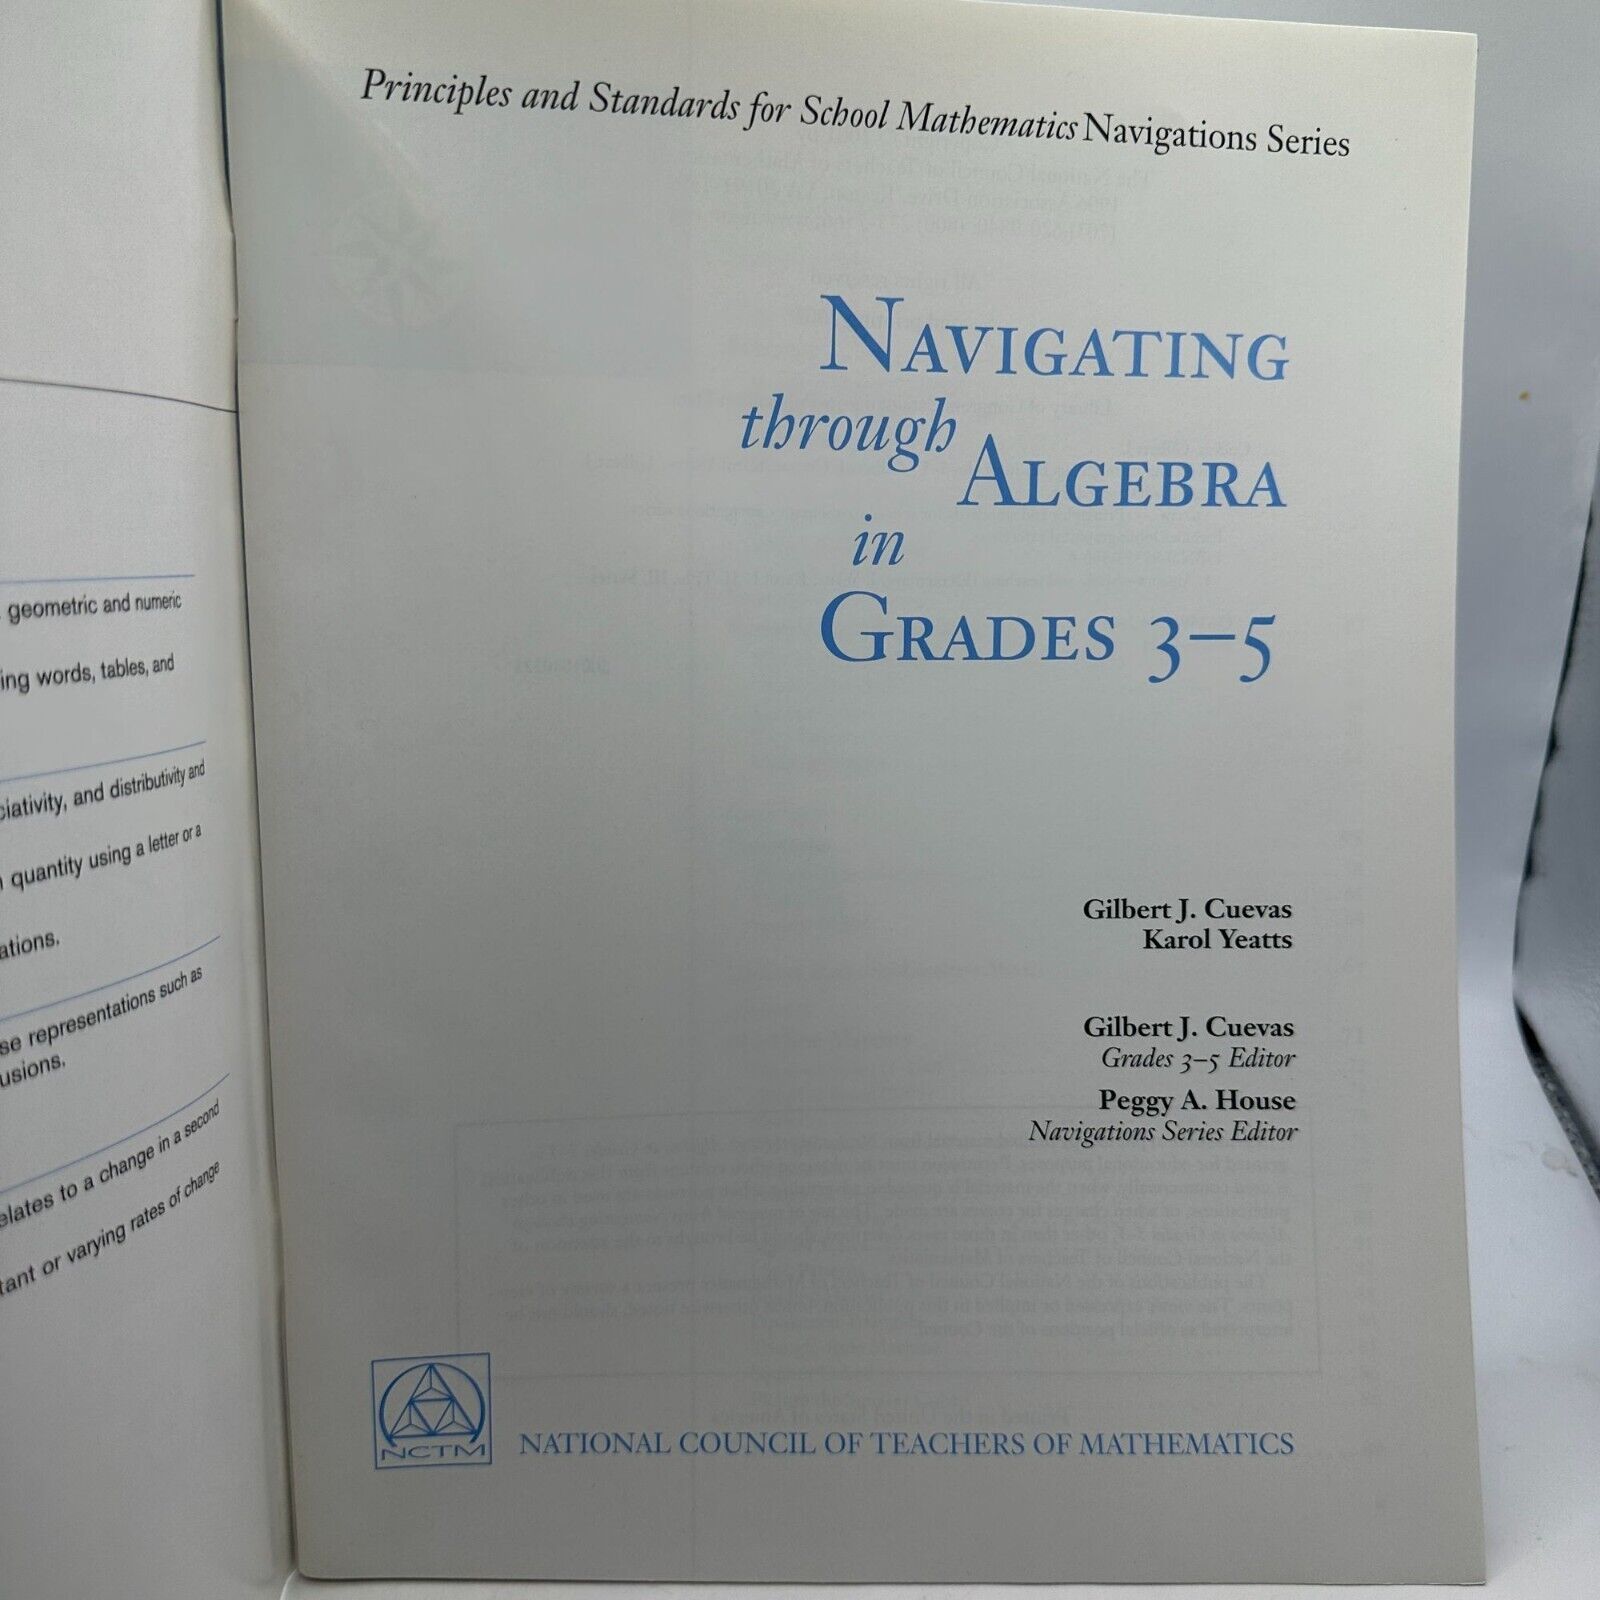 geometric and numeric
ing words, tables, and
ciativity, and distributivity and
quantity using a letter or a
ations.
se representations such as
usions.
elates to a change in a second
tant or varying rates of change
Principles and Standards for School Mathematics Navigations Series
NAVIGATING
through ALGEBRA
in
GRADES 3–5
Gilbert J. Cuevas
Karol Yeatts
Gilbert J. Cuevas
Grades 3–5 Editor
Peggy A. House
Navigations Series Editor
NCTM
NATIONAL COUNCIL OF TEACHERS OF MATHEMATICS